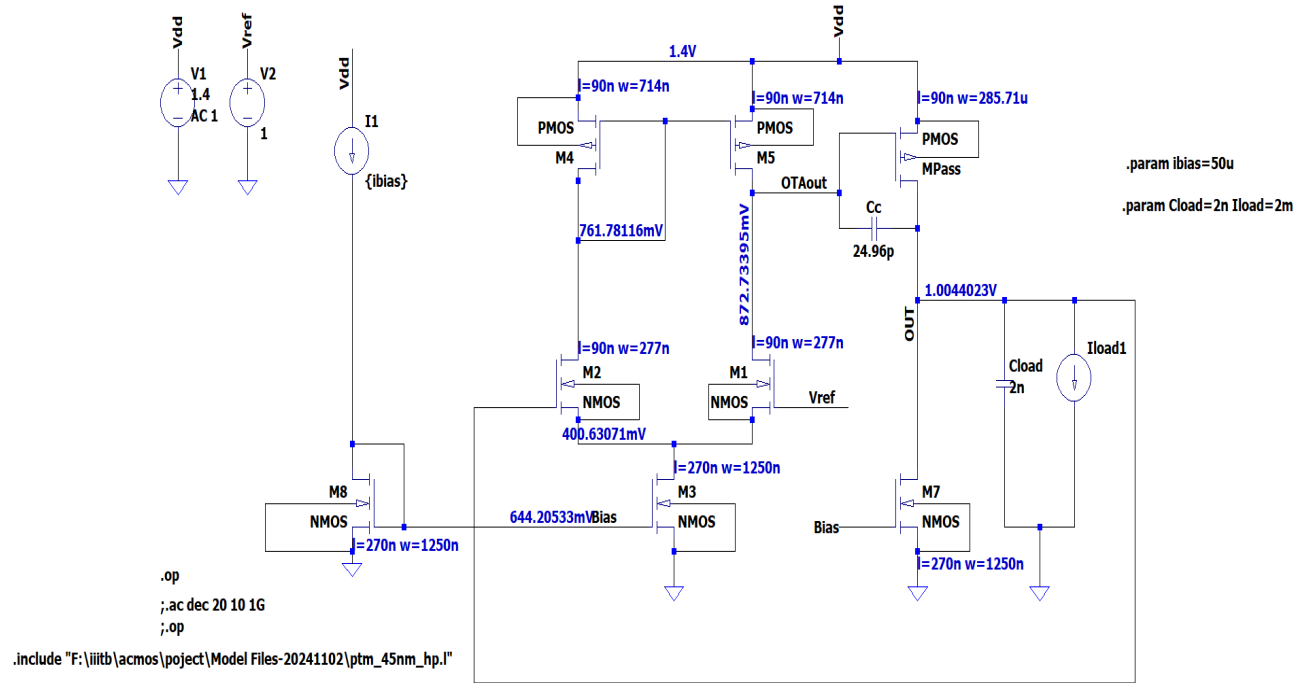 Vdd
V1
1.4
AC 1
Vref
V2
1
Vdd
I1
{ibias}
Vdd
1.4V
l=90n w=714n
PMOS
M4
l=90n w=714n
PMOS
M5
l=90n w=285.71u
PMOS
MPass
.param ibias=50u
.param Cload=2n Iload=2m
OTAout
Cc
24.96p
761.78116mV
872.73395mV
1.0044023V
OUT
l=90n w=277n
M2
NMOS
l=90n w=277n
M1
NMOS
Vref
Cload
2n
Iload1
400.63071mV
l=270n w=1250n
M8
NMOS
l=270n w=1250n
644.20533mV
Bias
M3
NMOS
Bias
M7
NMOS
l=270n w=1250n
.op
;.ac dec 20 10 1G
;.op
.include "F:\iiitb\acmos\poject\Model Files-20241102\ptm_45nm_hp.l"